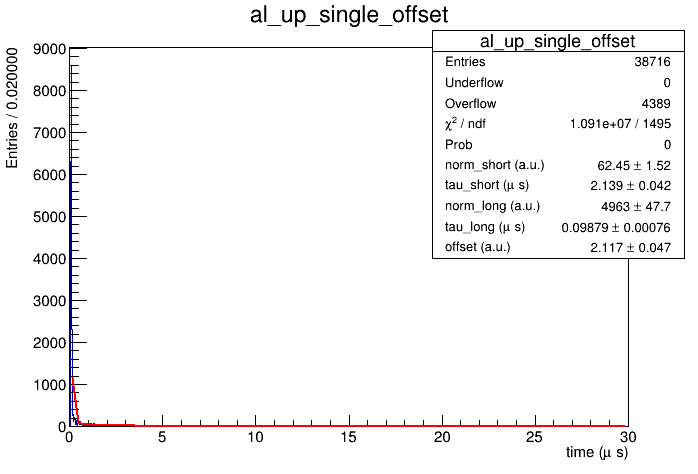 al_up_single_offset
al_up_single_offset
Entries 38716
Underflow 0
Overflow 4389
χ² / ndf 1.091e+07 / 1495
Prob 0
norm_short (a.u.) 62.45 ± 1.52
tau_short (μ s) 2.139 ± 0.042
norm_long (a.u.) 4963 ± 47.7
tau_long (μ s) 0.09879 ± 0.00076
offset (a.u.) 2.117 ± 0.047
Entries / 0.020000
9000
8000
7000
6000
5000
4000
3000
2000
1000
0
0 5 10 15 20 25 30
time (μ s)